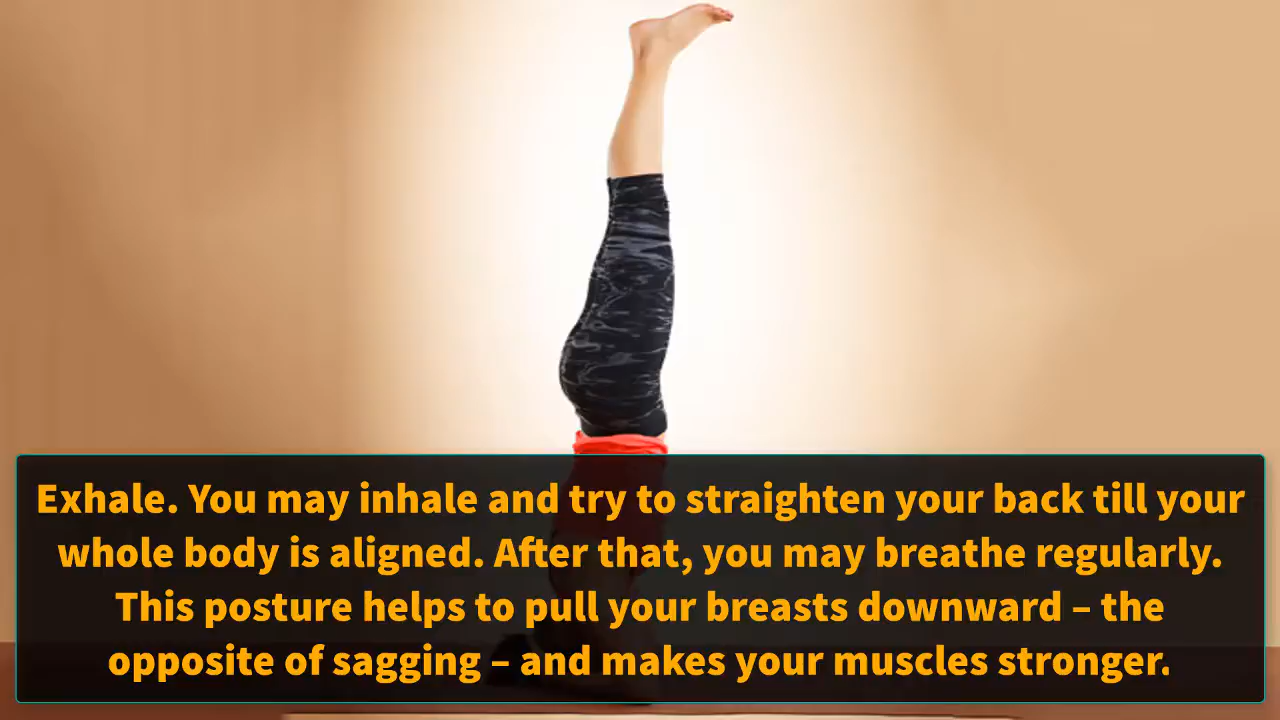 Exhale. You may inhale and try to straighten your back till your
whole body is aligned. After that, you may breathe regularly.
This posture helps to pull your breasts downward – the
opposite of sagging – and makes your muscles stronger.